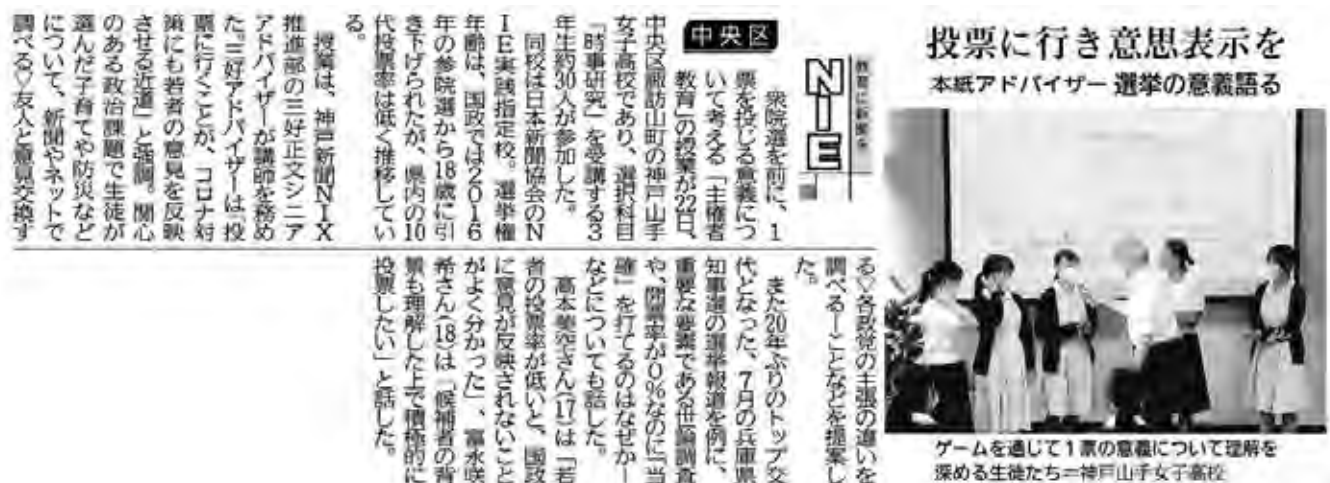 投票に行き意思表示を
本紙アドバイザー 選挙の意義語る
教育に新聞を
NIE
中央区
衆院選を前に、1
票を投じる意義につ
いて考える「主権者
教育」の授業が22日、
中央区諏訪山町の神戸山手
女子高校であり、選択科目
「時事研究」を受講する3
年生約30人が参加した。
同校は日本新聞協会のN
IE実践指定校。選挙権
年齢は、国政では2016
年の参院選から18歳に引
き下げられたが、県内の10
代投票率は低く推移してい
る。
授業は、神戸新聞NIX
推進部の三好正文シニア
アドバイザーが講師を務め
た。三好アドバイザーは「投
票に行くことが、コロナ対
策にも若者の意見を反映
させる近道」と強調。関心
のある政治課題で生徒が
選んだ子育てや防災など
について、新聞やネットで
調べる▽友人と意見交換す
る▽各政党の主張の違いを
調べる―ことなどを提案し
た。
また20年ぶりのトップ交
代となった、7月の兵庫県
知事選の選挙報道を例に、
重要な要素である世論調査
や、開票率が0%なのに「当
確」を打てるのはなぜか―
などについても話した。
高本美空さん(17)は「若
者の投票率が低いと、国政
に意見が反映されないこと
がよく分かった」、富永咲
希さん(18)は「候補者の背
景も理解した上で積極的に
投票したい」と話した。
ゲームを通じて1票の意義について理解を
深める生徒たち=神戸山手女子高校